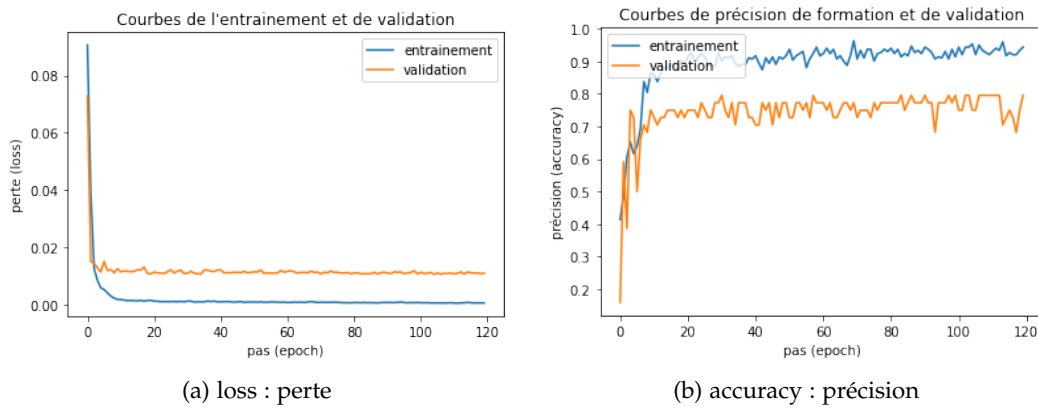 Courbes de l'entrainement et de validation
entrainement
validation
perte (loss)
0.08
0.06
0.04
0.02
0.00
0 20 40 60 80 100 120
pas (epoch)
(a) loss : perte
Courbes de précision de formation et de validation
entrainement
validation
précision (accuracy)
1.0
0.9
0.8
0.7
0.6
0.5
0.4
0.3
0.2
0 20 40 60 80 100 120
pas (epoch)
(b) accuracy : précision